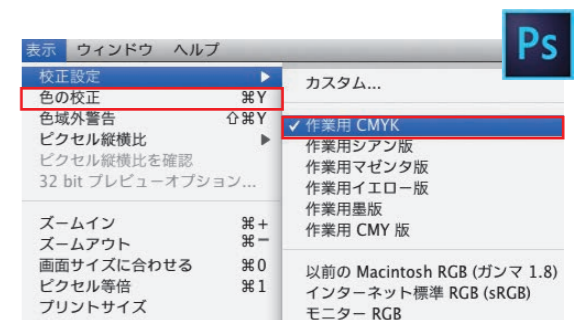 Ps
表示 ウィンドウ ヘルプ
校正設定 ▶
色の校正 ⌘Y
色域外警告 ⇧⌘Y
ピクセル縦横比 ▶
ピクセル縦横比を確認
32 bit プレビューオプション...
ズームイン ⌘+
ズームアウト ⌘−
画面サイズに合わせる ⌘0
ピクセル等倍 ⌘1
プリントサイズ
カスタム...
✓ 作業用 CMYK
作業用シアン版
作業用マゼンタ版
作業用イエロー版
作業用墨版
作業用 CMY 版
以前の Macintosh RGB (ガンマ 1.8)
インターネット標準 RGB (sRGB)
モニター RGB